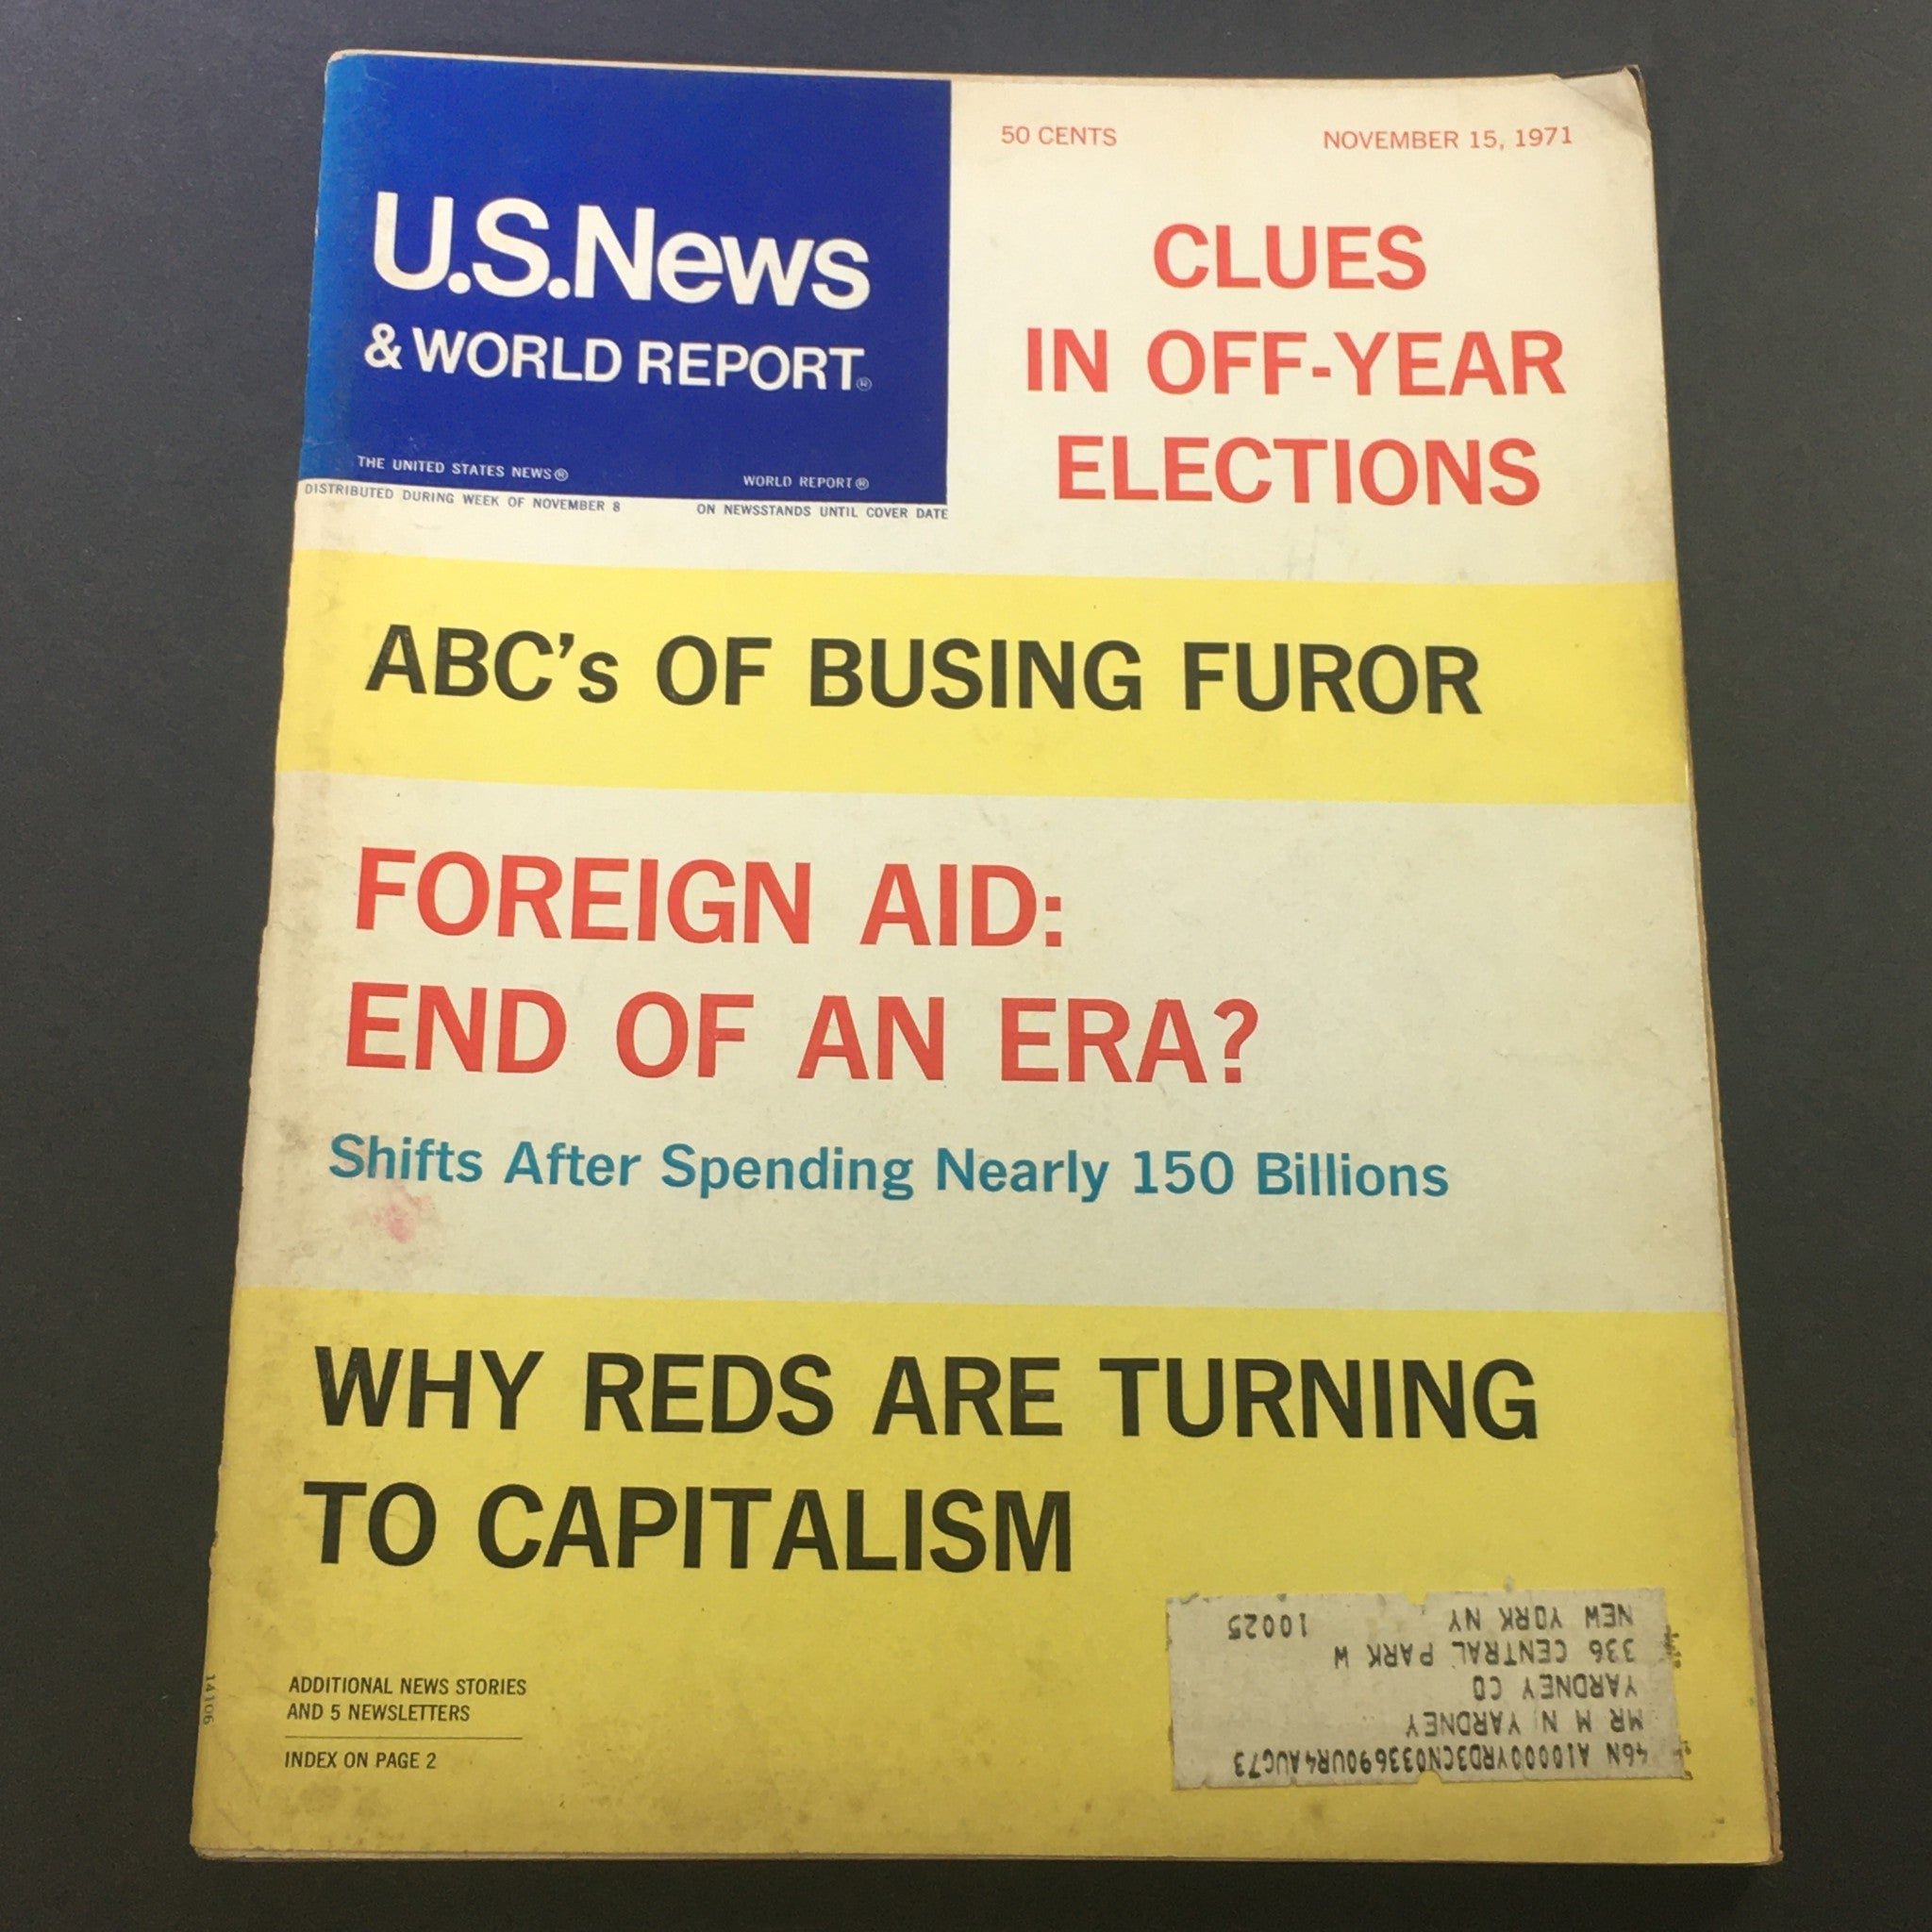 U.S.News
& WORLD REPORT®
THE UNITED STATES NEWS® WORLD REPORT®
DISTRIBUTED DURING WEEK OF NOVEMBER 8 ON NEWSSTANDS UNTIL COVER DATE
50 CENTS NOVEMBER 15, 1971
CLUES
IN OFF-YEAR
ELECTIONS
ABC's OF BUSING FUROR
FOREIGN AID:
END OF AN ERA?
Shifts After Spending Nearly 150 Billions
WHY REDS ARE TURNING
TO CAPITALISM
ADDITIONAL NEWS STORIES
AND 5 NEWSLETTERS
INDEX ON PAGE 2
14106
46N A10000YRD3CN033690UR4AUG73
MR M N YARDNEY
YARDNEY CO
336 CENTRAL PARK W
NEW YORK NY 10025